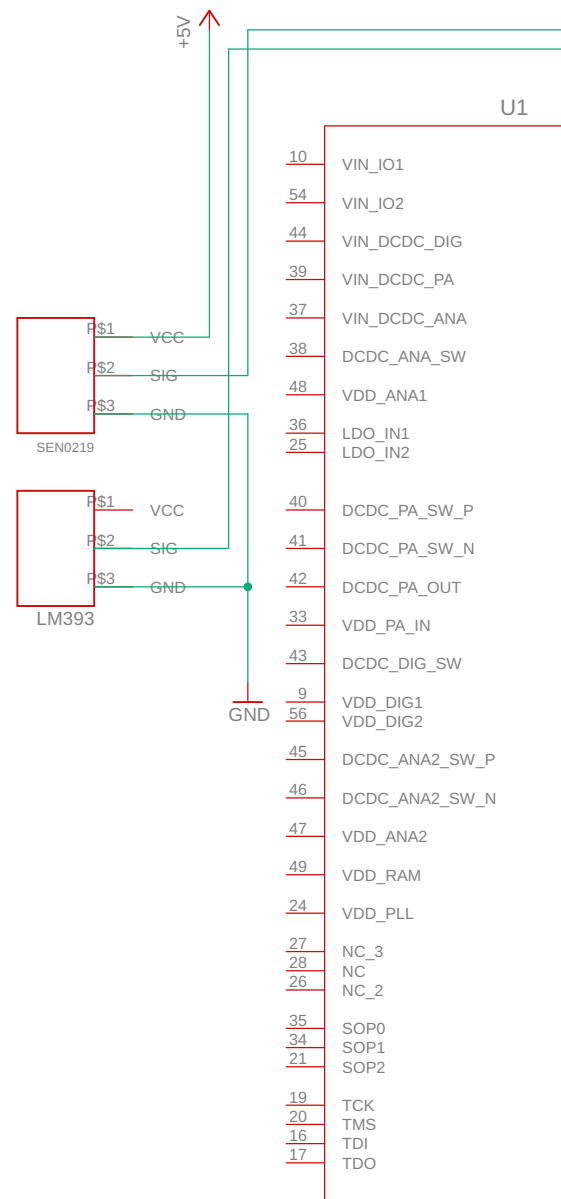 +5V
U1
P$1 VCC
P$2 SIG
P$3 GND
SEN0219
P$1 VCC
P$2 SIG
P$3 GND
LM393
GND
10 VIN_IO1
54 VIN_IO2
44 VIN_DCDC_DIG
39 VIN_DCDC_PA
37 VIN_DCDC_ANA
38 DCDC_ANA_SW
48 VDD_ANA1
36 LDO_IN1
25 LDO_IN2
40 DCDC_PA_SW_P
41 DCDC_PA_SW_N
42 DCDC_PA_OUT
33 VDD_PA_IN
43 DCDC_DIG_SW
9 VDD_DIG1
56 VDD_DIG2
45 DCDC_ANA2_SW_P
46 DCDC_ANA2_SW_N
47 VDD_ANA2
49 VDD_RAM
24 VDD_PLL
27 NC_3
28 NC
26 NC_2
35 SOP0
34 SOP1
21 SOP2
19 TCK
20 TMS
16 TDI
17 TDO